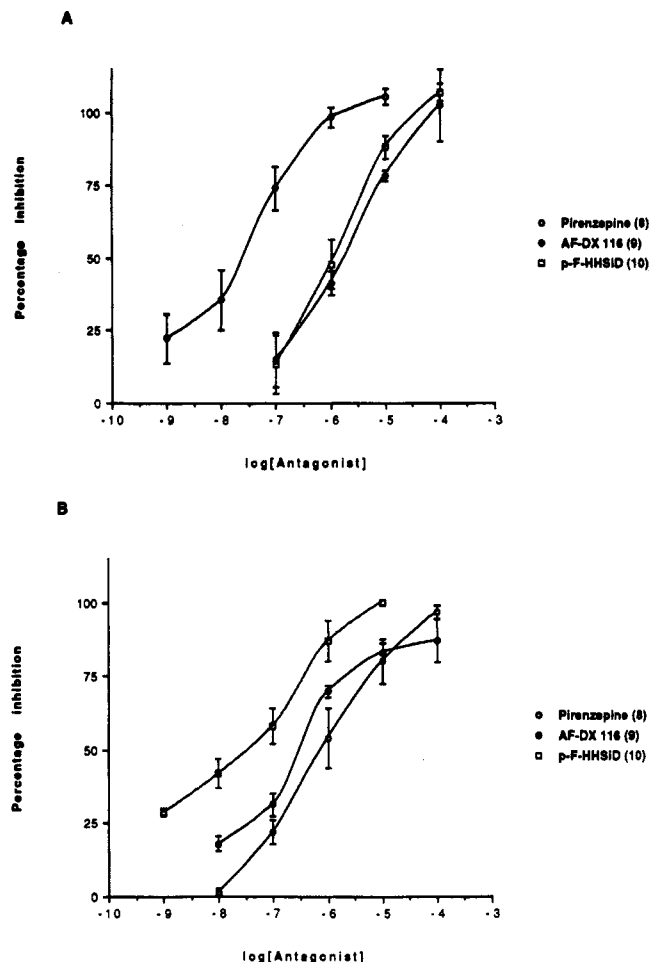 A
100
75
50
25
0
Percentage Inhibition
-10 -9 -8 -7 -6 -5 -4 -3
log[Antagonist]
Pirenzepine (8)
AF-DX 116 (9)
p-F-HHSiD (10)
B
100
75
50
25
0
Percentage Inhibition
-10 -9 -8 -7 -6 -5 -4 -3
log[Antagonist]
Pirenzepine (8)
AF-DX 116 (9)
p-F-HHSiD (10)